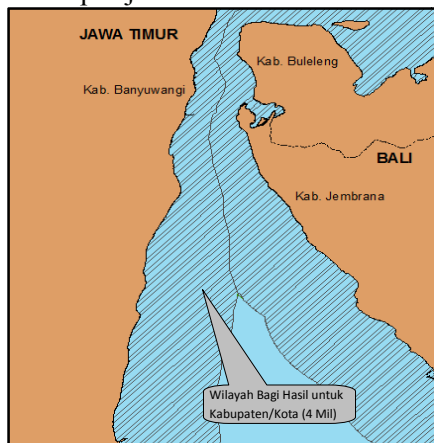 JAWA TIMUR
Kab. Buleleng
Kab. Banyuwangi
BALI
Kab. Jembrana
Wilayah Bagi Hasil untuk
Kabupaten/Kota (4 Mil)